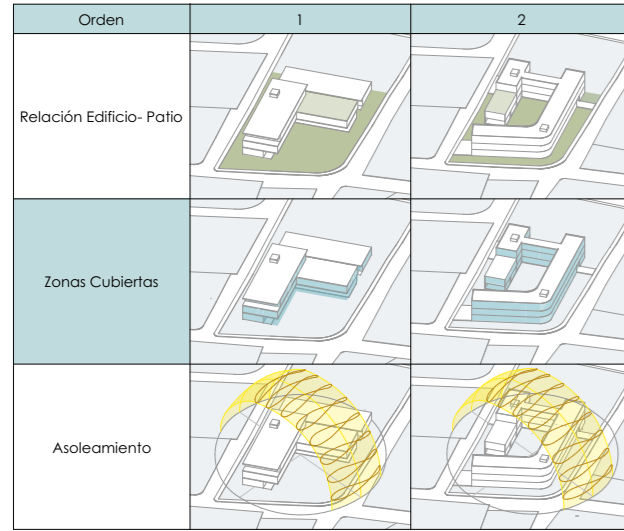 Orden 1 2
Relación Edificio- Patio
Zonas Cubiertas
Asoleamiento